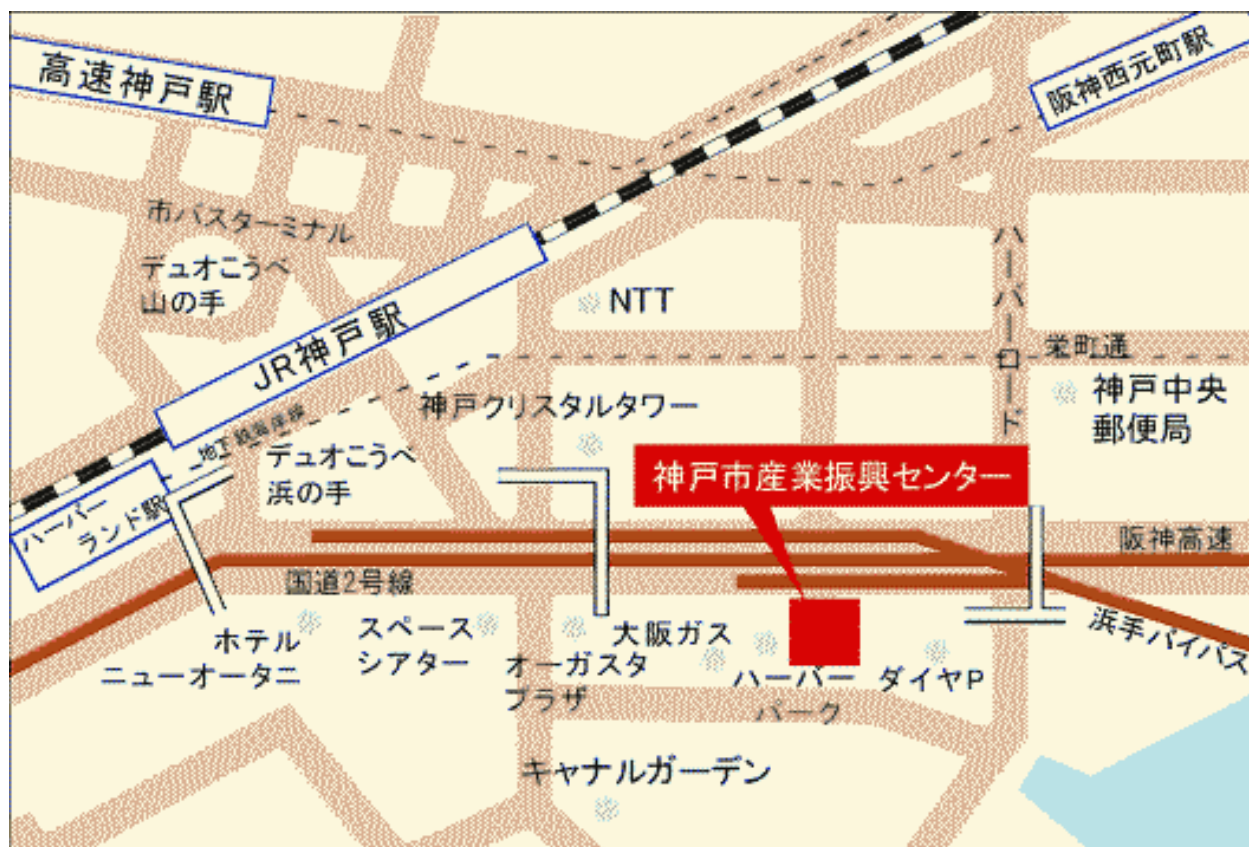 高速神戸駅
阪神西元町駅
市バスターミナル
デュオこうべ
山の手
JR神戸駅
NTT
ハーバーロード
栄町通
神戸中央
郵便局
神戸クリスタルタワー
地下鉄海岸線
デュオこうべ
浜の手
神戸市産業振興センター
ハーバー
ランド駅
阪神高速
国道2号線
浜手バイパス
ホテル
ニューオータニ
スペース
シアター
オーガスタ
プラザ
大阪ガス
ハーバー
パーク
ダイヤP
キャナルガーデン